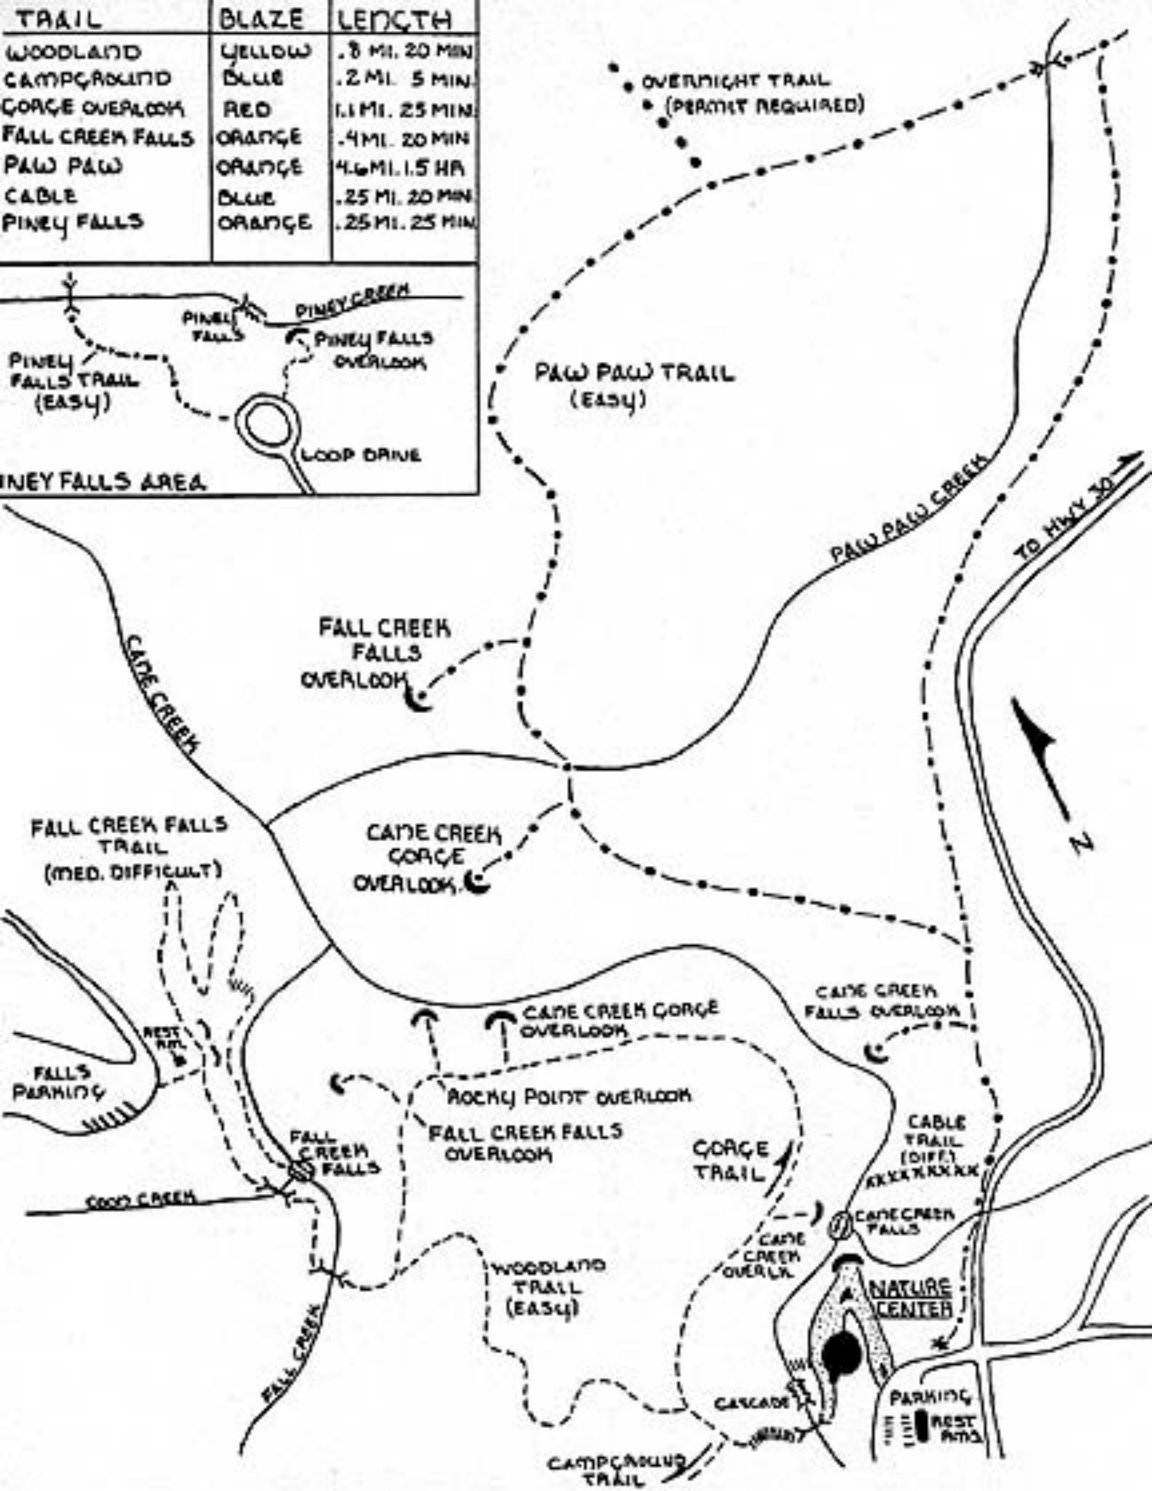 TRAIL BLAZE LENGTH
WOODLAND YELLOW .8 MI. 20 MIN
CAMPGROUND BLUE .2 MI. 5 MIN.
GORGE OVERLOOK RED 1.1 MI. 25 MIN.
FALL CREEK FALLS ORANGE .4 MI. 20 MIN
PAW PAW ORANGE 4.6 MI. 1.5 HR
CABLE BLUE .25 MI. 20 MIN.
PINEY FALLS ORANGE .25 MI. 25 MIN
PINEY CREEK
PINEY
FALLS
PINEY FALLS
OVERLOOK
PINEY
FALLS TRAIL
(EASY)
LOOP DRIVE
INEY FALLS AREA
OVERNIGHT TRAIL
(PERMIT REQUIRED)
PAW PAW TRAIL
(EASY)
PAW PAW CREEK
TO HWY 30
FALL CREEK
FALLS
OVERLOOK
CANE CREEK
N
FALL CREEK FALLS
TRAIL
(MED. DIFFICULT)
CANE CREEK
GORGE
OVERLOOK
REST
RM.
FALLS
PARKING
CANE CREEK GORGE
OVERLOOK
CANE CREEK
FALLS OVERLOOK
ROCKY POINT OVERLOOK
FALL CREEK FALLS
OVERLOOK
FALL
CREEK
FALLS
COON CREEK
GORGE
TRAIL
CABLE
TRAIL
(DIFF.)
XXXXXXXXX
CANE CREEK
FALLS
CANE
CREEK
OVERLK
WOODLAND
TRAIL
(EASY)
NATURE
CENTER
FALL CREEK
CASCADE
PARKING
REST
RMS
CAMPGROUND
TRAIL